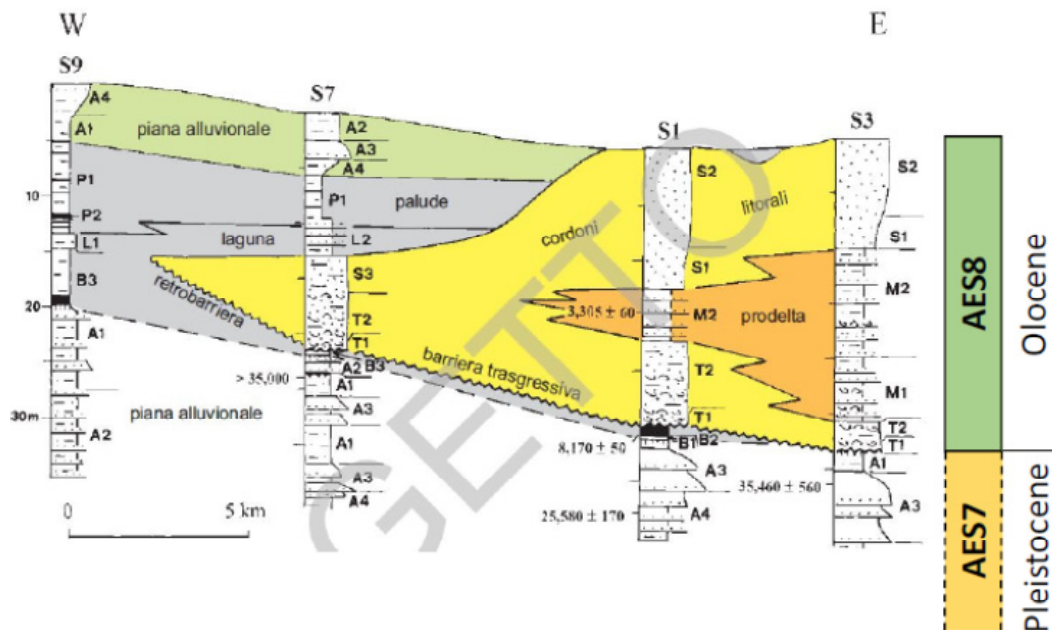 W
E
S9
S7
S1
S3
A4
A1
P1
P2
L1
B3
A1
A2
10
20
30m
A2
A3
A4
P1
L2
S3
T2
T1
B3
A2
A1
A3
A1
A3
A4
> 35,000
S2
S1
M2
T2
T1
B2
B1
A3
A4
3,305 ± 60
8,170 ± 50
25,580 ± 170
S2
S1
M2
M1
T2
T1
A1
A3
35,460 ± 560
piana alluvionale
palude
laguna
retrobarriera
barriera trasgressiva
cordoni
litorali
prodelta
piana alluvionale
0 5 km
GETTO
AES8
Olocene
AES7
Pleistocene